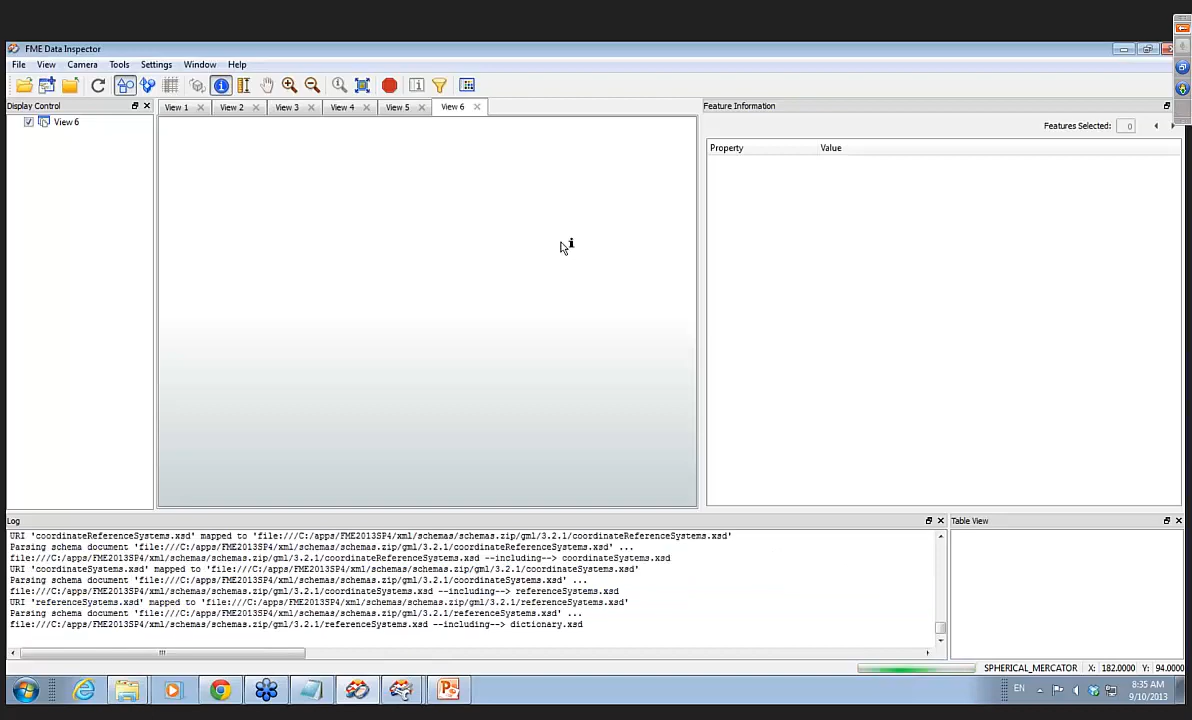 FME Data Inspector
File View Camera Tools Settings Window Help
Display Control
View 1 View 2 View 3 View 4 View 5 View 6
Feature Information
View 6
Features Selected: 0
Property Value
Log
URI 'coordinateReferenceSystems.xsd' mapped to 'file:///C:/apps/FME2013SP4/xml/schemas/schemas.zip/gml/3.2.1/coordinateReferenceSystems.xsd'
Parsing schema document 'file:///C:/apps/FME2013SP4/xml/schemas/schemas.zip/gml/3.2.1/coordinateReferenceSystems.xsd' ...
file:///C:/apps/FME2013SP4/xml/schemas/schemas.zip/gml/3.2.1/coordinateReferenceSystems.xsd --including--> coordinateSystems.xsd
URI 'coordinateSystems.xsd' mapped to 'file:///C:/apps/FME2013SP4/xml/schemas/schemas.zip/gml/3.2.1/coordinateSystems.xsd'
Parsing schema document 'file:///C:/apps/FME2013SP4/xml/schemas/schemas.zip/gml/3.2.1/coordinateSystems.xsd' ...
file:///C:/apps/FME2013SP4/xml/schemas/schemas.zip/gml/3.2.1/coordinateSystems.xsd --including--> referenceSystems.xsd
URI 'referenceSystems.xsd' mapped to 'file:///C:/apps/FME2013SP4/xml/schemas/schemas.zip/gml/3.2.1/referenceSystems.xsd'
Parsing schema document 'file:///C:/apps/FME2013SP4/xml/schemas/schemas.zip/gml/3.2.1/referenceSystems.xsd' ...
file:///C:/apps/FME2013SP4/xml/schemas/schemas.zip/gml/3.2.1/referenceSystems.xsd --including--> dictionary.xsd
Table View
SPHERICAL_MERCATOR X: 182.0000 Y: 94.0000
EN
8:35 AM
9/10/2013